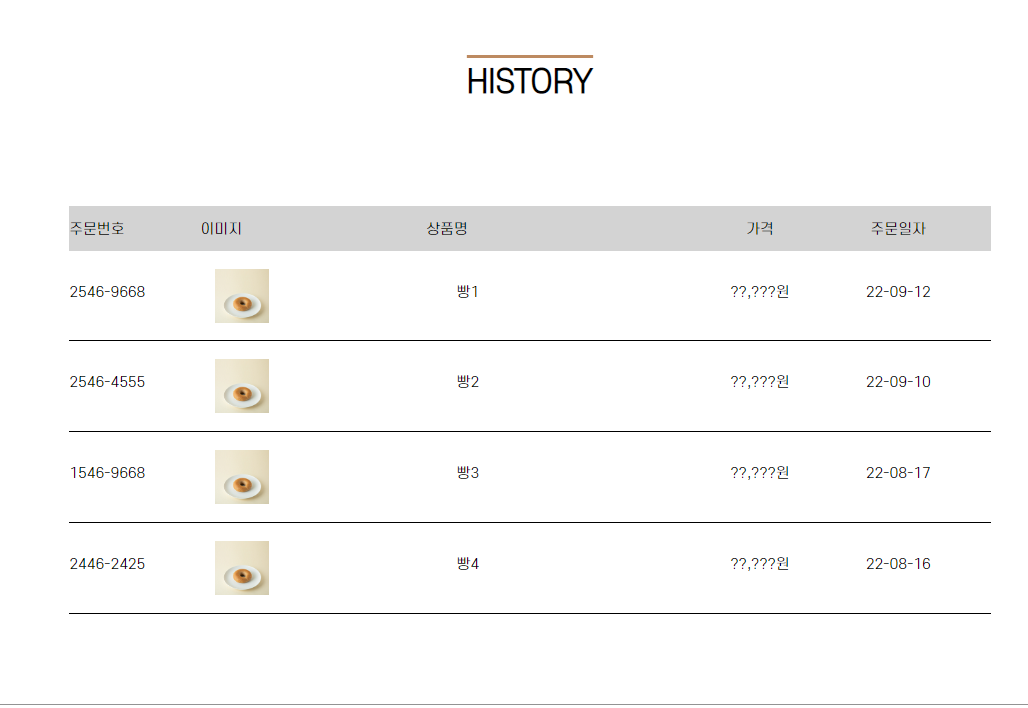 HISTORY
주문번호 이미지 상품명 가격 주문일자
2546-9668 빵1 ??,???원 22-09-12
2546-4555 빵2 ??,???원 22-09-10
1546-9668 빵3 ??,???원 22-08-17
2446-2425 빵4 ??,???원 22-08-16